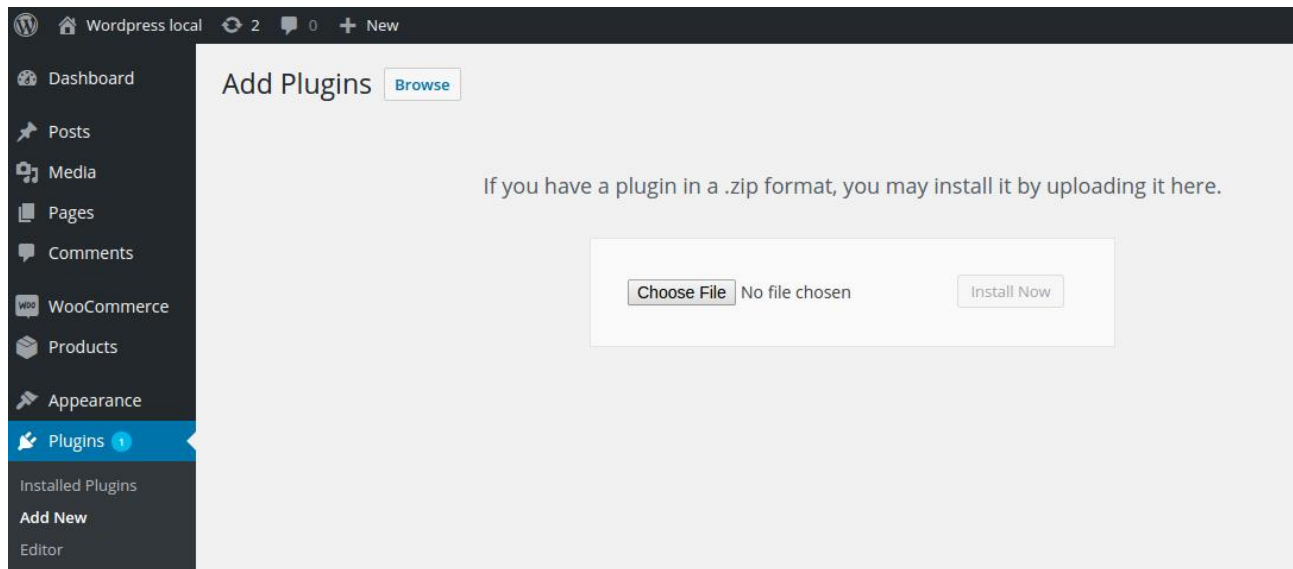 Wordpress local 2 0 New
Dashboard
Posts
Media
Pages
Comments
WOO WooCommerce
Products
Appearance
Plugins 1
Installed Plugins
Add New
Editor
Add Plugins Browse
If you have a plugin in a .zip format, you may install it by uploading it here.
Choose File No file chosen Install Now